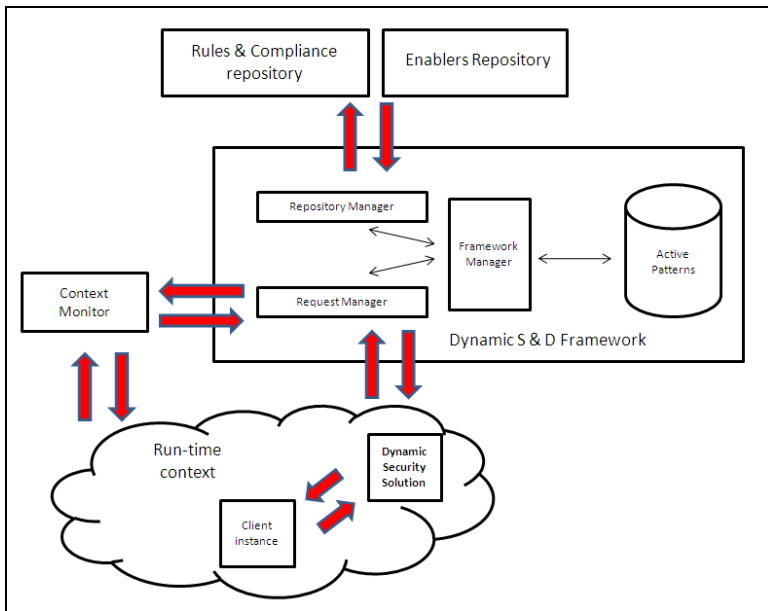 Rules & Compliance
repository
Enablers Repository
Repository Manager
Framework
Manager
Active
Patterns
Context
Monitor
Request Manager
Dynamic S & D Framework
Run-time
context
Dynamic
Security
Solution
Client
instance